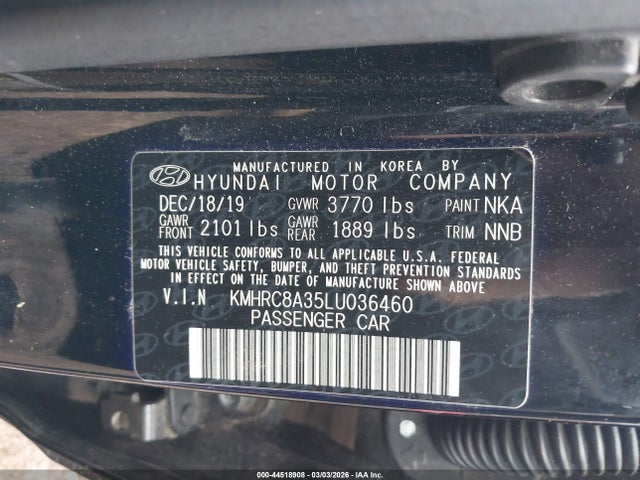 MANUFACTURED IN KOREA BY
HYUNDAI MOTOR COMPANY
DEC/18/19 GVWR 3770 lbs PAINT NKA
GAWR FRONT 2101 lbs GAWR REAR 1889 lbs TRIM NNB
THIS VEHICLE CONFORMS TO ALL APPLICABLE U.S.A. FEDERAL
MOTOR VEHICLE SAFETY, BUMPER, AND THEFT PREVENTION STANDARDS
IN EFFECT ON THE DATE OF MANUFACTURE SHOWN ABOVE
V.I.N KMHRC8A35LU036460
PASSENGER CAR
000-44518908 - 03/03/2026 - IAA Inc.